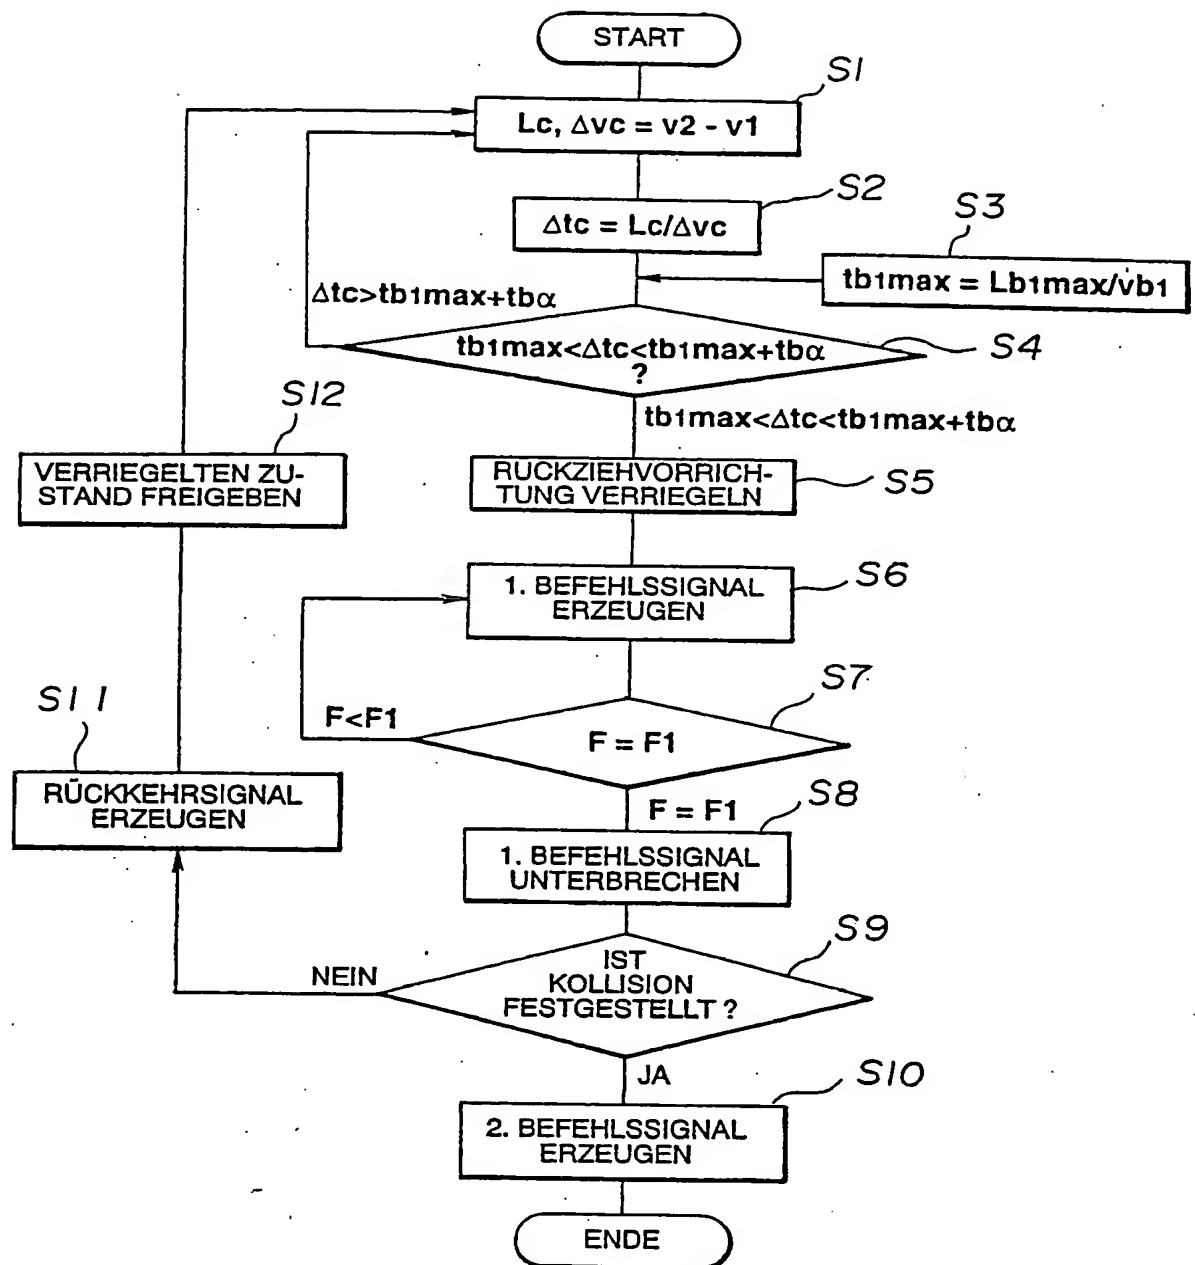 START
S1
Lc, Δvc = v2 - v1
S2
Δtc = Lc/Δvc
S3
tb1max = Lb1max/vb1
Δtc>tb1max+tbα
tb1max<Δtc<tb1max+tbα
?
S4
tb1max<Δtc<tb1max+tbα
S12
VERRIEGELTEN ZU-
STAND FREIGEBEN
RÜCKZIEHVORRICH-
TUNG VERRIEGELN
S5
1. BEFEHLSSIGNAL
ERZEUGEN
S6
S7
F<F1
F = F1
S11
RÜCKKEHRSIGNAL
ERZEUGEN
F = F1
S8
1. BEFEHLSSIGNAL
UNTERBRECHEN
S9
NEIN
IST
KOLLISION
FESTGESTELLT ?
JA
S10
2. BEFEHLSSIGNAL
ERZEUGEN
ENDE